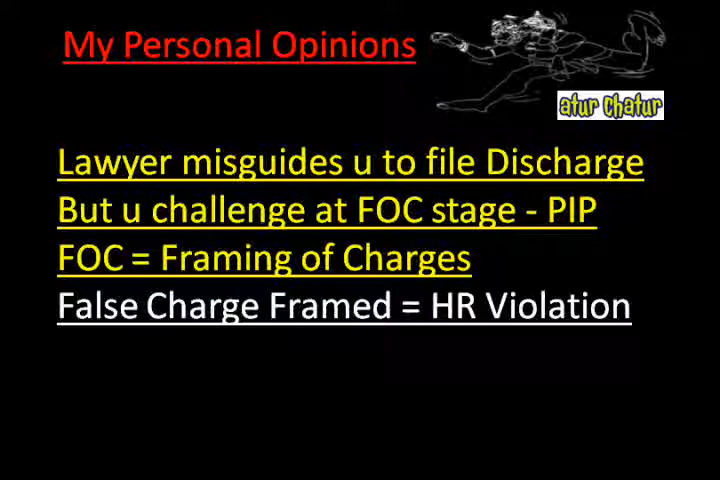 My Personal Opinions
atur chatur
Lawyer misguides u to file Discharge
But u challenge at FOC stage - PIP
FOC = Framing of Charges
False Charge Framed = HR Violation